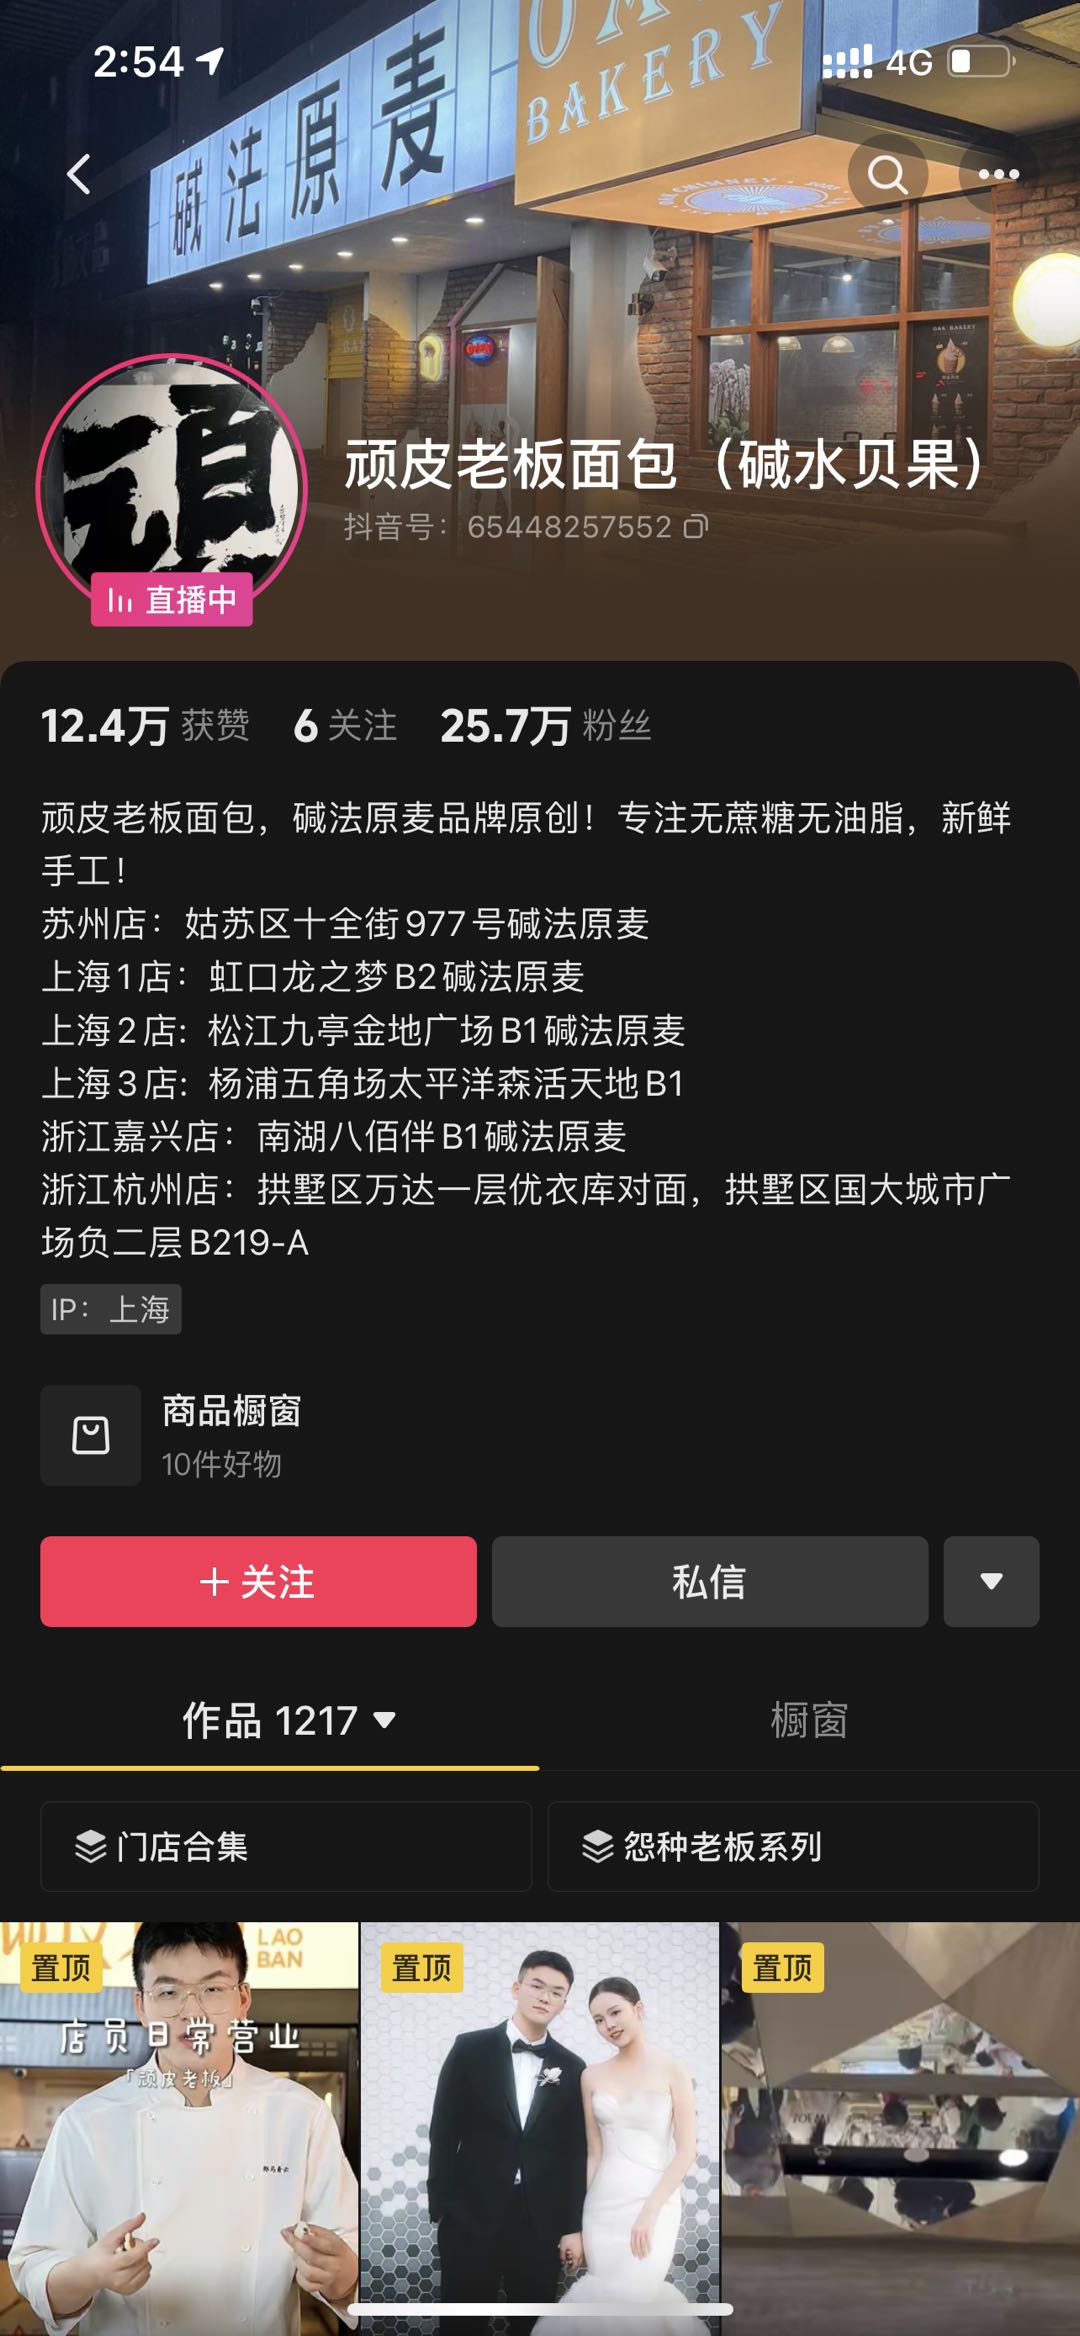 2:54
4G
碱法原麦
OAK
BAKERY
OAK BAKERY
OPEN
顽
顽皮老板面包（碱水贝果）
抖音号：65448257552
直播中
12.4万 获赞 6 关注 25.7万 粉丝
顽皮老板面包，碱法原麦品牌原创！专注无蔗糖无油脂，新鲜
手工！
苏州店：姑苏区十全街977号碱法原麦
上海1店：虹口龙之梦B2碱法原麦
上海2店：松江九亭金地广场B1碱法原麦
上海3店：杨浦五角场太平洋森活天地B1
浙江嘉兴店：南湖八佰伴B1碱法原麦
浙江杭州店：拱墅区万达一层优衣库对面，拱墅区国大城市广
场负二层B219-A
IP：上海
商品橱窗
10件好物
+ 关注
私信
作品 1217
橱窗
门店合集
怨种老板系列
置顶
LAO
BAN
店员日常营业
「顽皮老板」
置顶
置顶